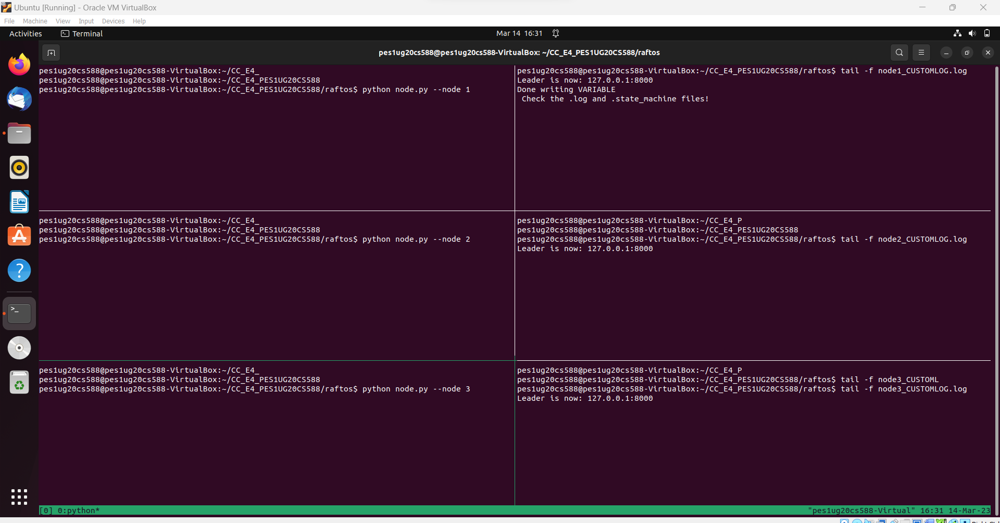 Ubuntu [Running] - Oracle VM VirtualBox
File Machine View Input Devices Help
Activities Terminal Mar 14 16:31
pes1ug20cs588@pes1ug20cs588-VirtualBox: ~/CC_E4_PES1UG20CS588/raftos
pes1ug20cs588@pes1ug20cs588-VirtualBox:~/CC_E4_
pes1ug20cs588@pes1ug20cs588-VirtualBox:~/CC_E4_PES1UG20CS588
pes1ug20cs588@pes1ug20cs588-VirtualBox:~/CC_E4_PES1UG20CS588/raftos$ python node.py --node 1
pes1ug20cs588@pes1ug20cs588-VirtualBox:~/CC_E4_PES1UG20CS588/raftos$ tail -f node1_CUSTOMLOG.log
Leader is now: 127.0.0.1:8000
Done writing VARIABLE
Check the .log and .state_machine files!
pes1ug20cs588@pes1ug20cs588-VirtualBox:~/CC_E4_
pes1ug20cs588@pes1ug20cs588-VirtualBox:~/CC_E4_PES1UG20CS588
pes1ug20cs588@pes1ug20cs588-VirtualBox:~/CC_E4_PES1UG20CS588/raftos$ python node.py --node 2
pes1ug20cs588@pes1ug20cs588-VirtualBox:~/CC_E4_P
pes1ug20cs588@pes1ug20cs588-VirtualBox:~/CC_E4_PES1UG20CS588
pes1ug20cs588@pes1ug20cs588-VirtualBox:~/CC_E4_PES1UG20CS588/raftos$ tail -f node2_CUSTOMLOG.log
Leader is now: 127.0.0.1:8000
pes1ug20cs588@pes1ug20cs588-VirtualBox:~/CC_E4_
pes1ug20cs588@pes1ug20cs588-VirtualBox:~/CC_E4_PES1UG20CS588
pes1ug20cs588@pes1ug20cs588-VirtualBox:~/CC_E4_PES1UG20CS588/raftos$ python node.py --node 3
pes1ug20cs588@pes1ug20cs588-VirtualBox:~/CC_E4_P
pes1ug20cs588@pes1ug20cs588-VirtualBox:~/CC_E4_PES1UG20CS588/raftos$ tail -f node3_CUSTOML
pes1ug20cs588@pes1ug20cs588-VirtualBox:~/CC_E4_PES1UG20CS588/raftos$ tail -f node3_CUSTOMLOG.log
Leader is now: 127.0.0.1:8000
[0] 0:python* "pes1ug20cs588-Virtual" 16:31 14-Mar-23